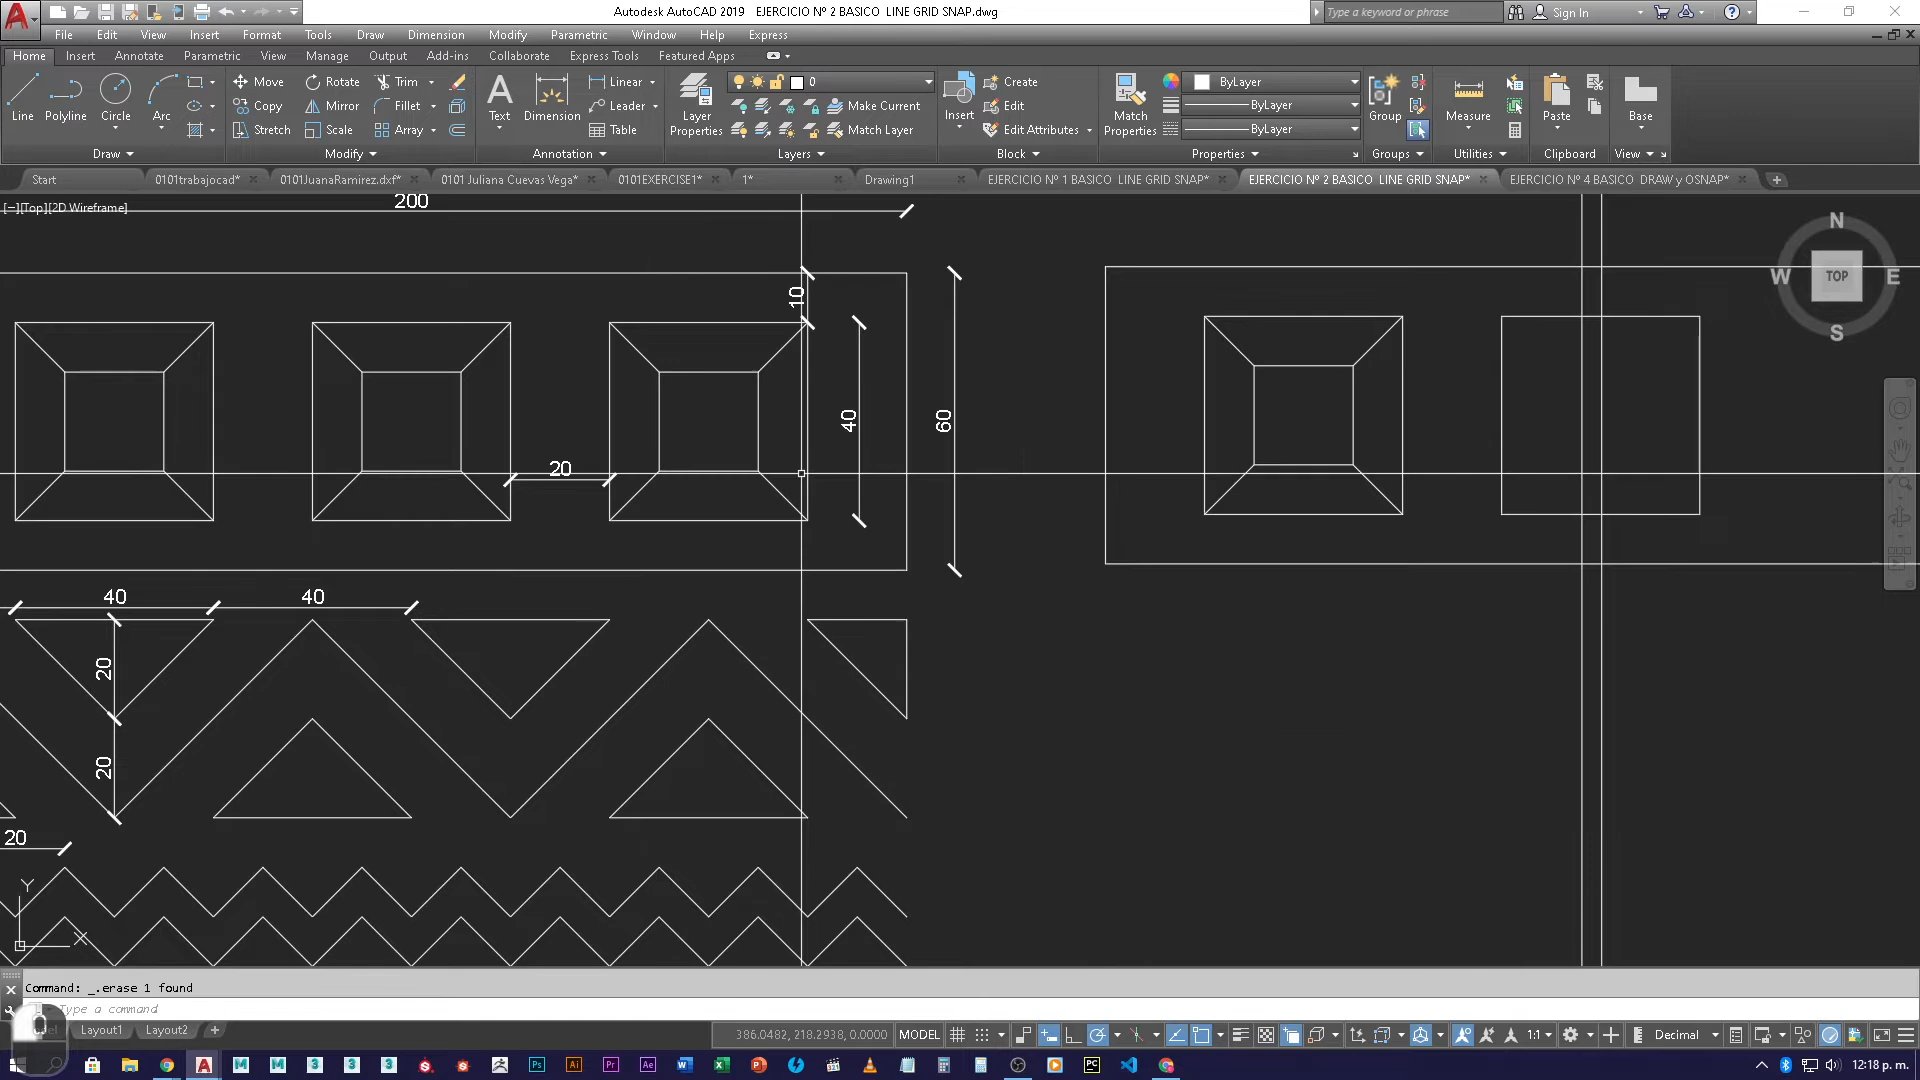 Autodesk AutoCAD 2019 EJERCICIO Nº 2 BASICO LINE GRID SNAP.dwg
Type a keyword or phrase
Sign In
File Edit View Insert Format Tools Draw Dimension Modify Parametric Window Help Express
Home Insert Annotate Parametric View Manage Output Add-ins Collaborate Express Tools Featured Apps
Line Polyline Circle Arc
Move Rotate Trim
Copy Mirror Fillet
Stretch Scale Array
Text Dimension
Linear
Leader
Table
Layer Properties
0
Make Current
Match Layer
Insert
Create
Edit
Edit Attributes
Match Properties
ByLayer
ByLayer
ByLayer
Group
Measure
Paste
Base
Draw Modify Annotation Layers Block Properties Groups Utilities Clipboard View
Start 0101trabajocad* 0101JuanaRamirez.dxf* 0101 Juliana Cuevas Vega* 0101EXERCISE1* 1* Drawing1 EJERCICIO Nº 1 BASICO LINE GRID SNAP* EJERCICIO Nº 2 BASICO LINE GRID SNAP* EJERCICIO Nº 4 BASICO DRAW y OSNAP*
[−][Top][2D Wireframe]
200
N
W TOP E
S
10
40
60
20
40 40
20
20
20
Y
X
Command: _.erase 1 found
Type a command
Layout1 Layout2
386.0482, 218.2938, 0.0000 MODEL 1:1 Decimal
12:18 p. m.